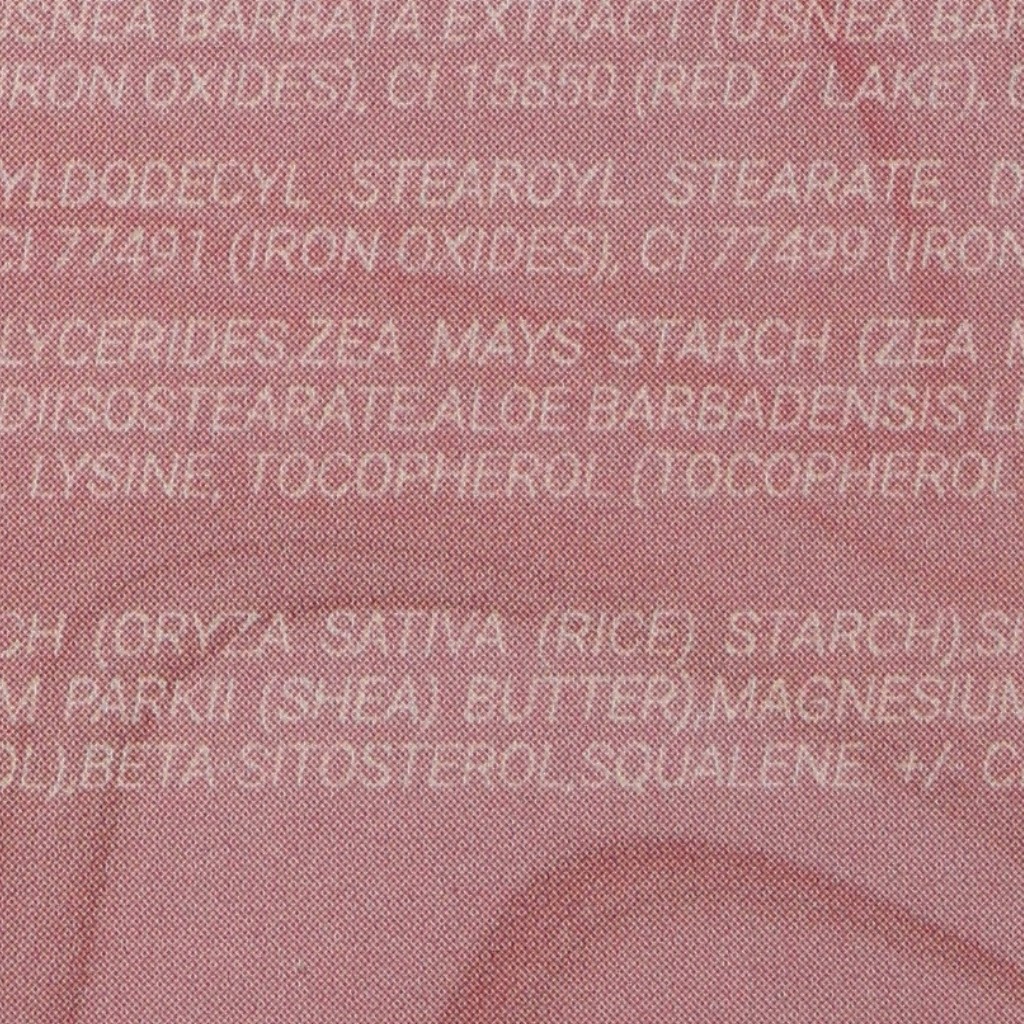 USNEA BARBATA EXTRACT (USNEA BAR
IRON OXIDES), CI 15850 (RED 7 LAKE), C
YLDODECYL STEAROYL STEARATE, D
CI 77491 (IRON OXIDES), CI 77499 (IRON
LYCERIDES,ZEA MAYS STARCH (ZEA M
DIISOSTEARATE,ALOE BARBADENSIS LE
LYSINE, TOCOPHEROL (TOCOPHEROL
CH (ORYZA SATIVA (RICE) STARCH),SI
M PARKII (SHEA) BUTTER),MAGNESIUM
OL),BETA SITOSTEROL,SQUALENE. +/- C